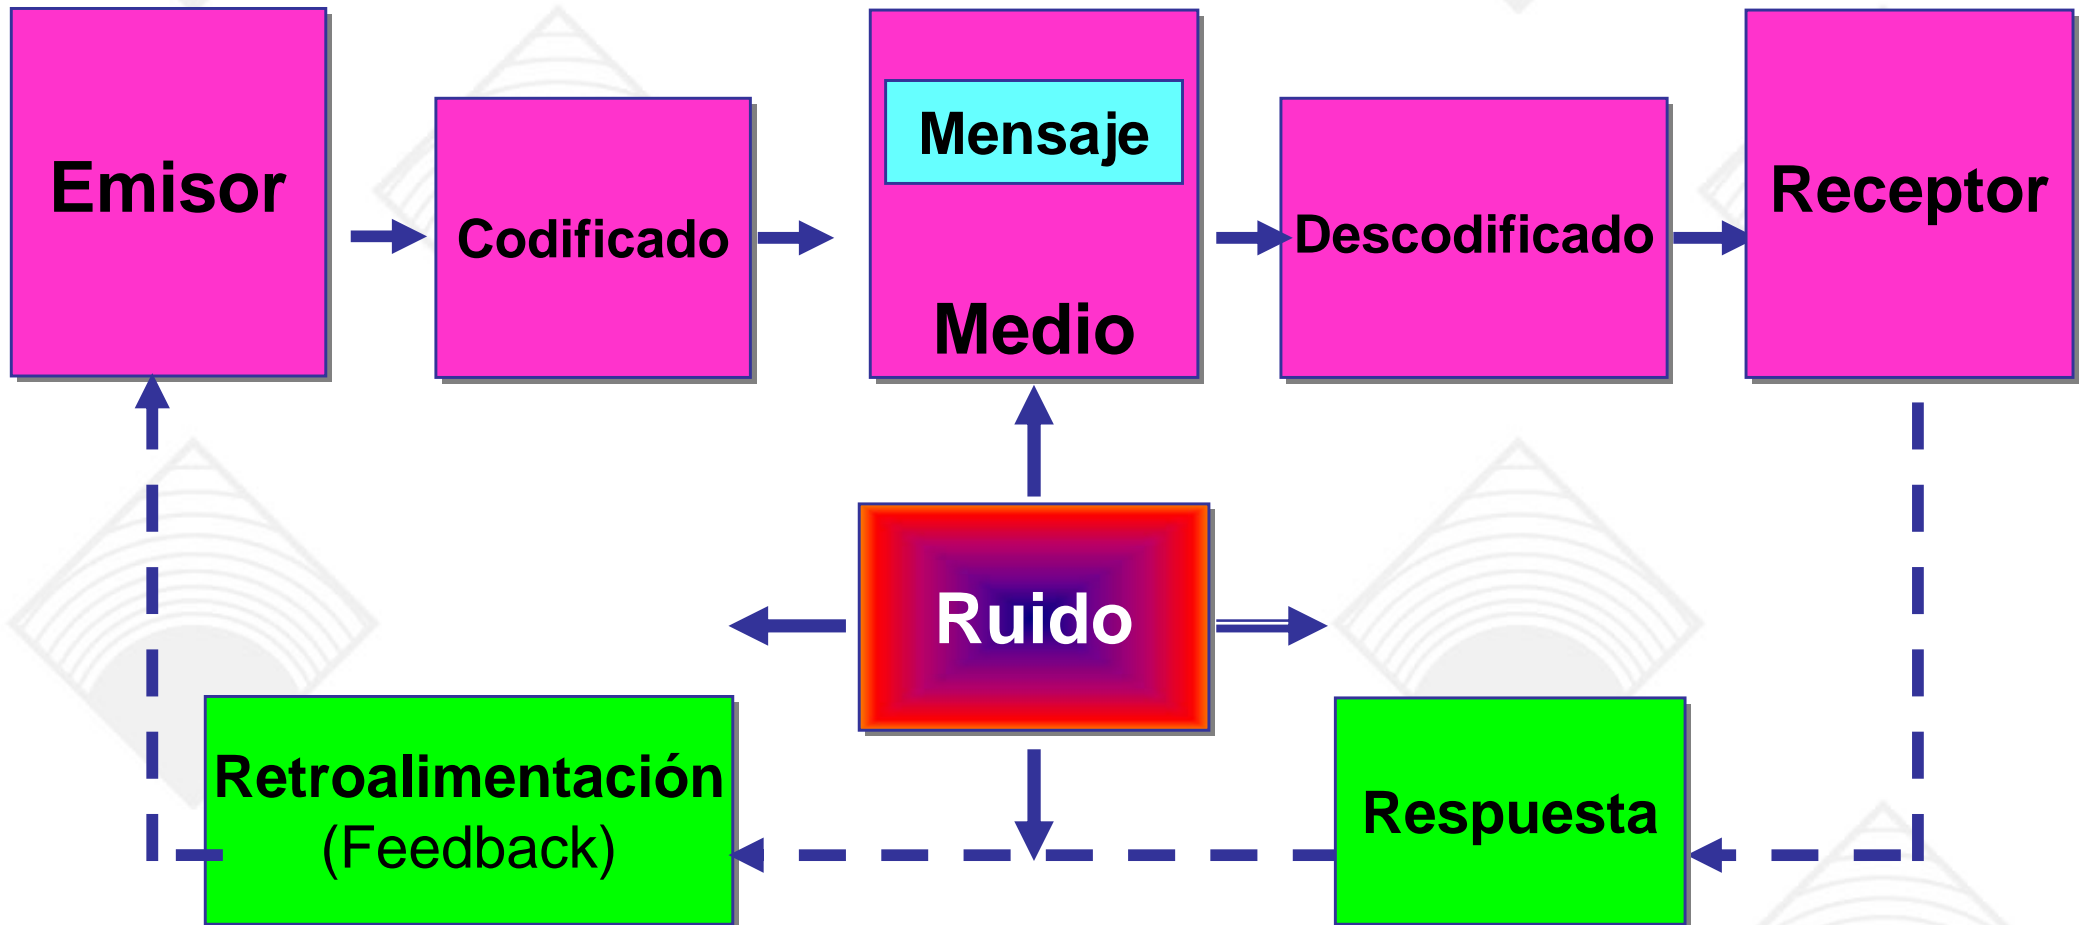 Emisor
Codificado
Mensaje
Medio
Descodificado
Receptor
Ruido
Retroalimentación
(Feedback)
Respuesta